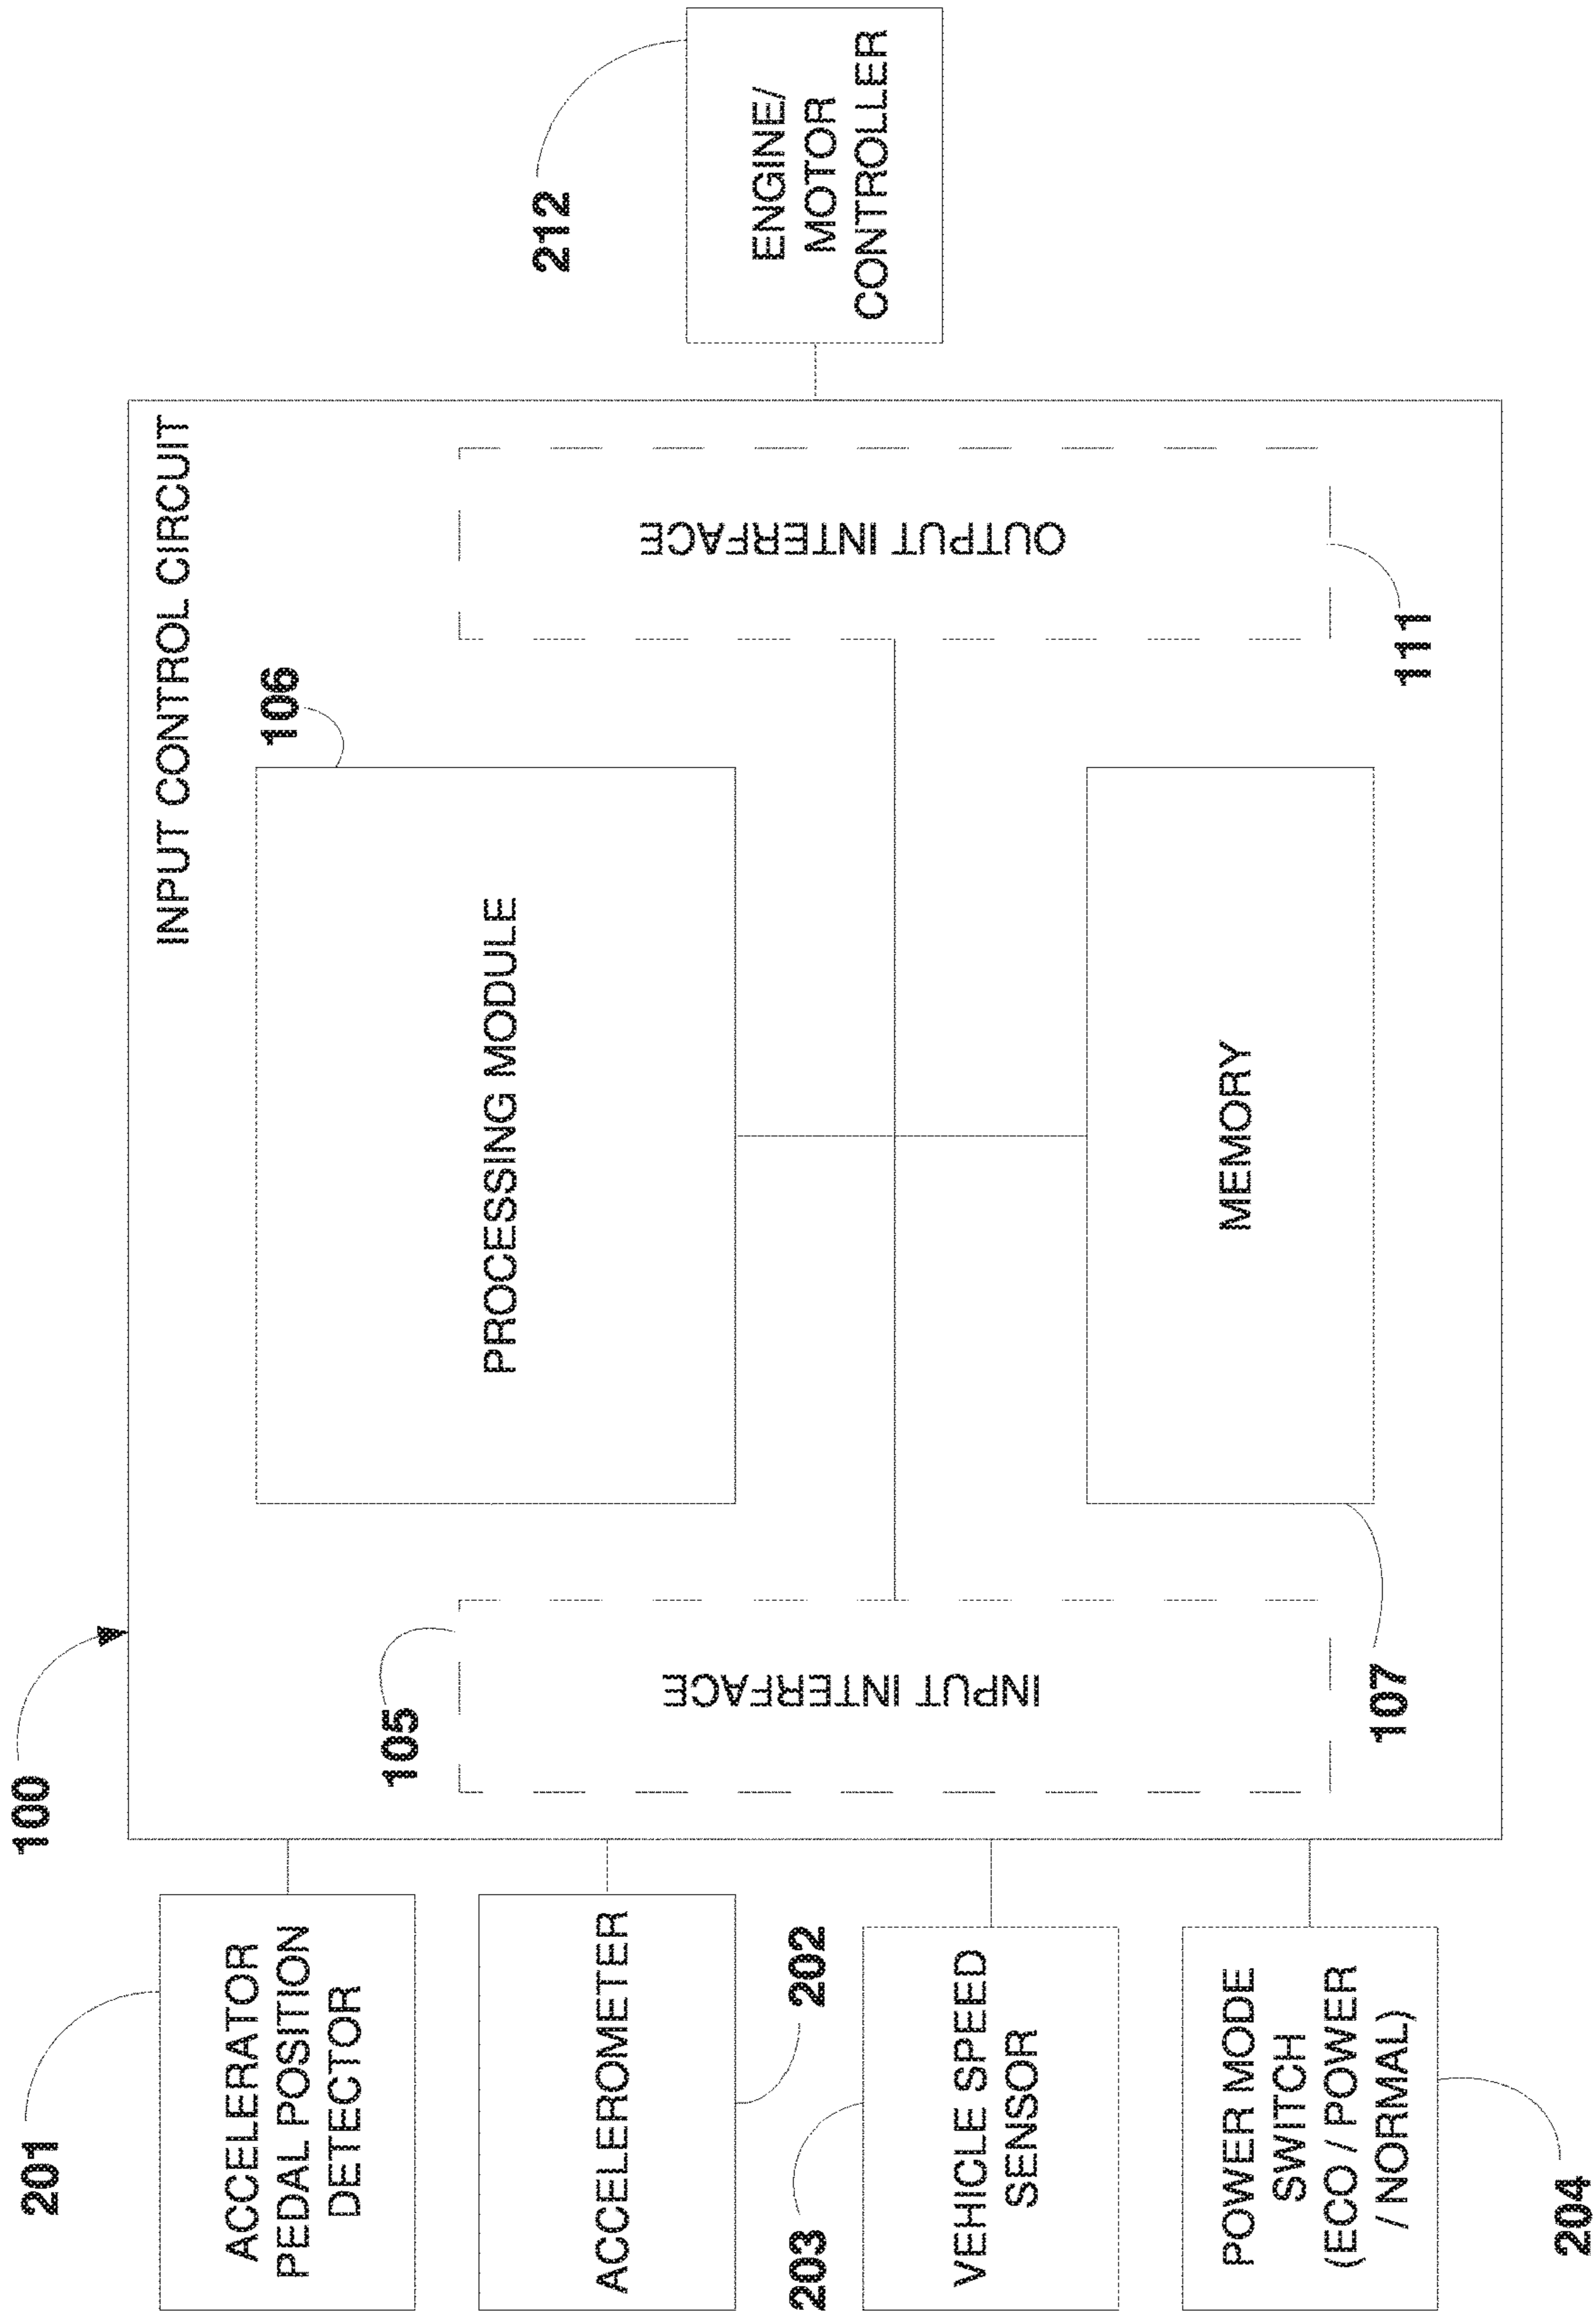 100
INPUT CONTROL CIRCUIT
201
ACCELERATOR
PEDAL POSITION
DETECTOR
106
PROCESSING MODULE
212
ENGINE/
MOTOR
CONTROLLER
105
INPUT INTERFACE
OUTPUT INTERFACE
ACCELEROMETER
202
203
VEHICLE SPEED
SENSOR
MEMORY
107
111
POWER MODE
SWITCH
(ECO / POWER
/ NORMAL)
204